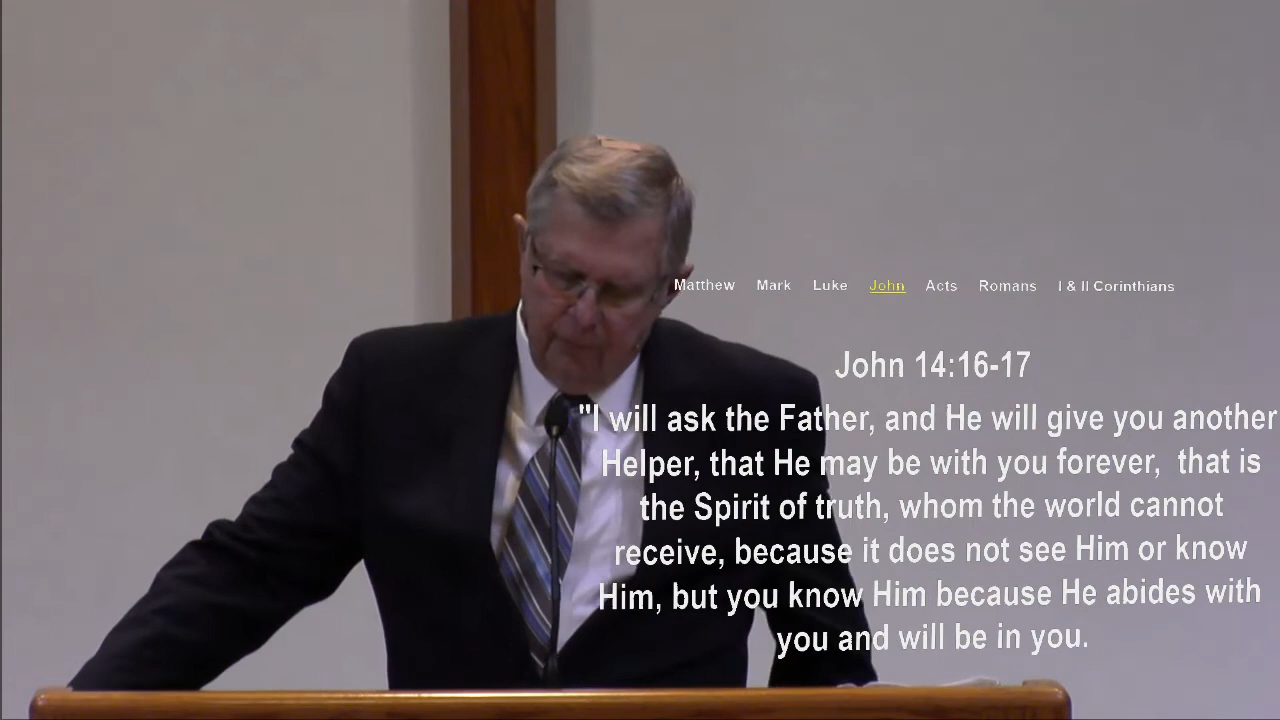 Matthew Mark Luke John Acts Romans I & II Corinthians
John 14:16-17
"I will ask the Father, and He will give you another
Helper, that He may be with you forever, that is
the Spirit of truth, whom the world cannot
receive, because it does not see Him or know
Him, but you know Him because He abides with
you and will be in you.